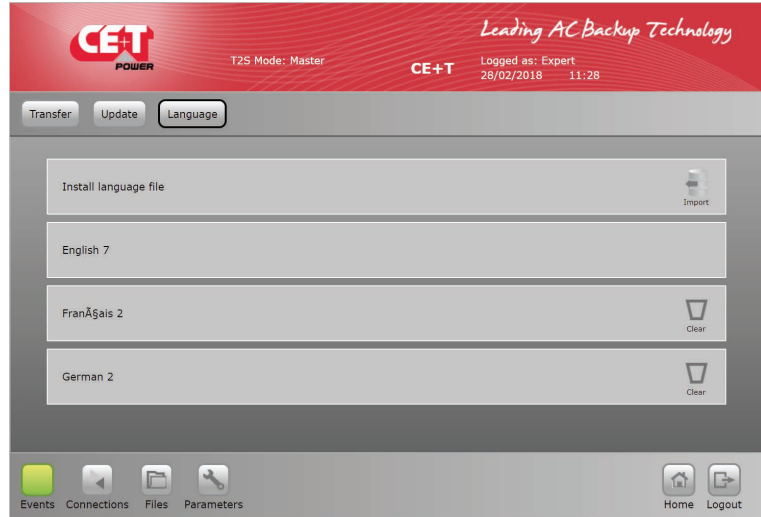 CE+T
POWER
Leading AC Backup Technology
T2S Mode: Master
CE+T
Logged as: Expert
28/02/2018 11:28
Transfer Update Language
Install language file
Import
English 7
FranÃ§ais 2
Clear
German 2
Clear
Events Connections Files Parameters Home Logout